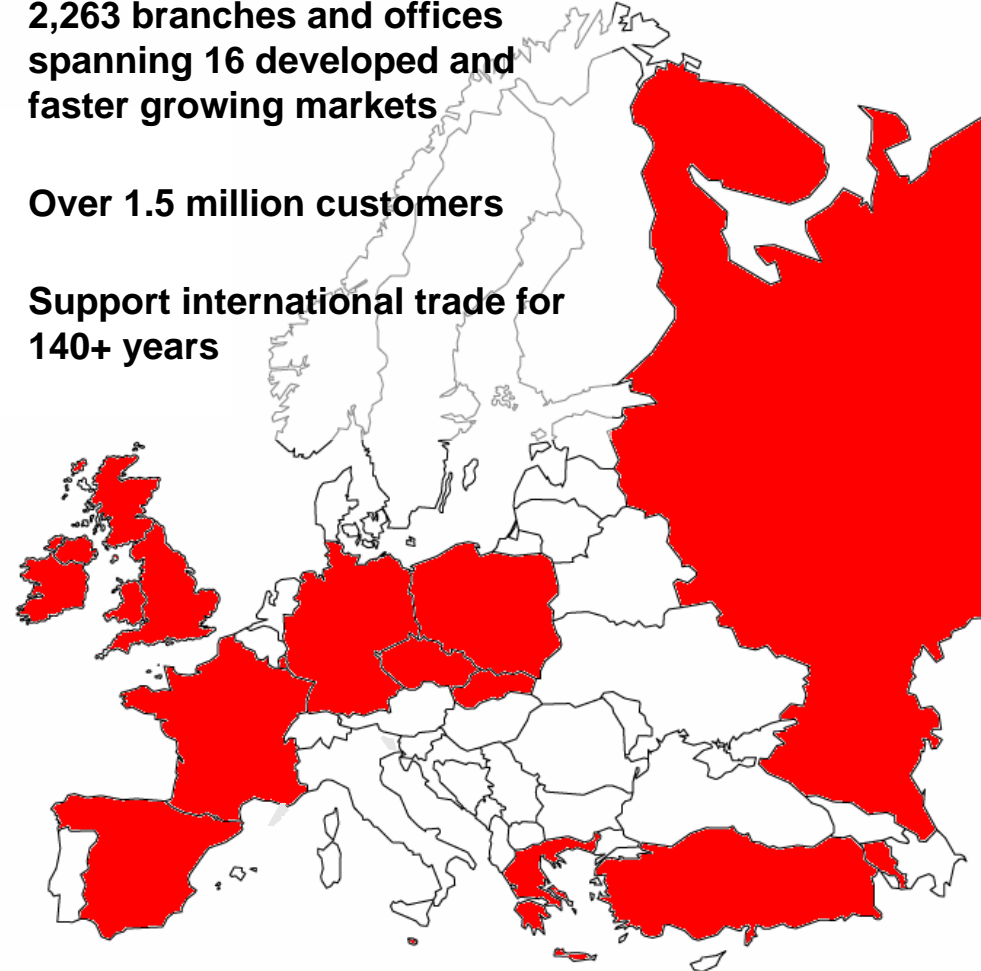 2,263 branches and offices
spanning 16 developed and
faster growing markets
Over 1.5 million customers
Support international trade for
140+ years